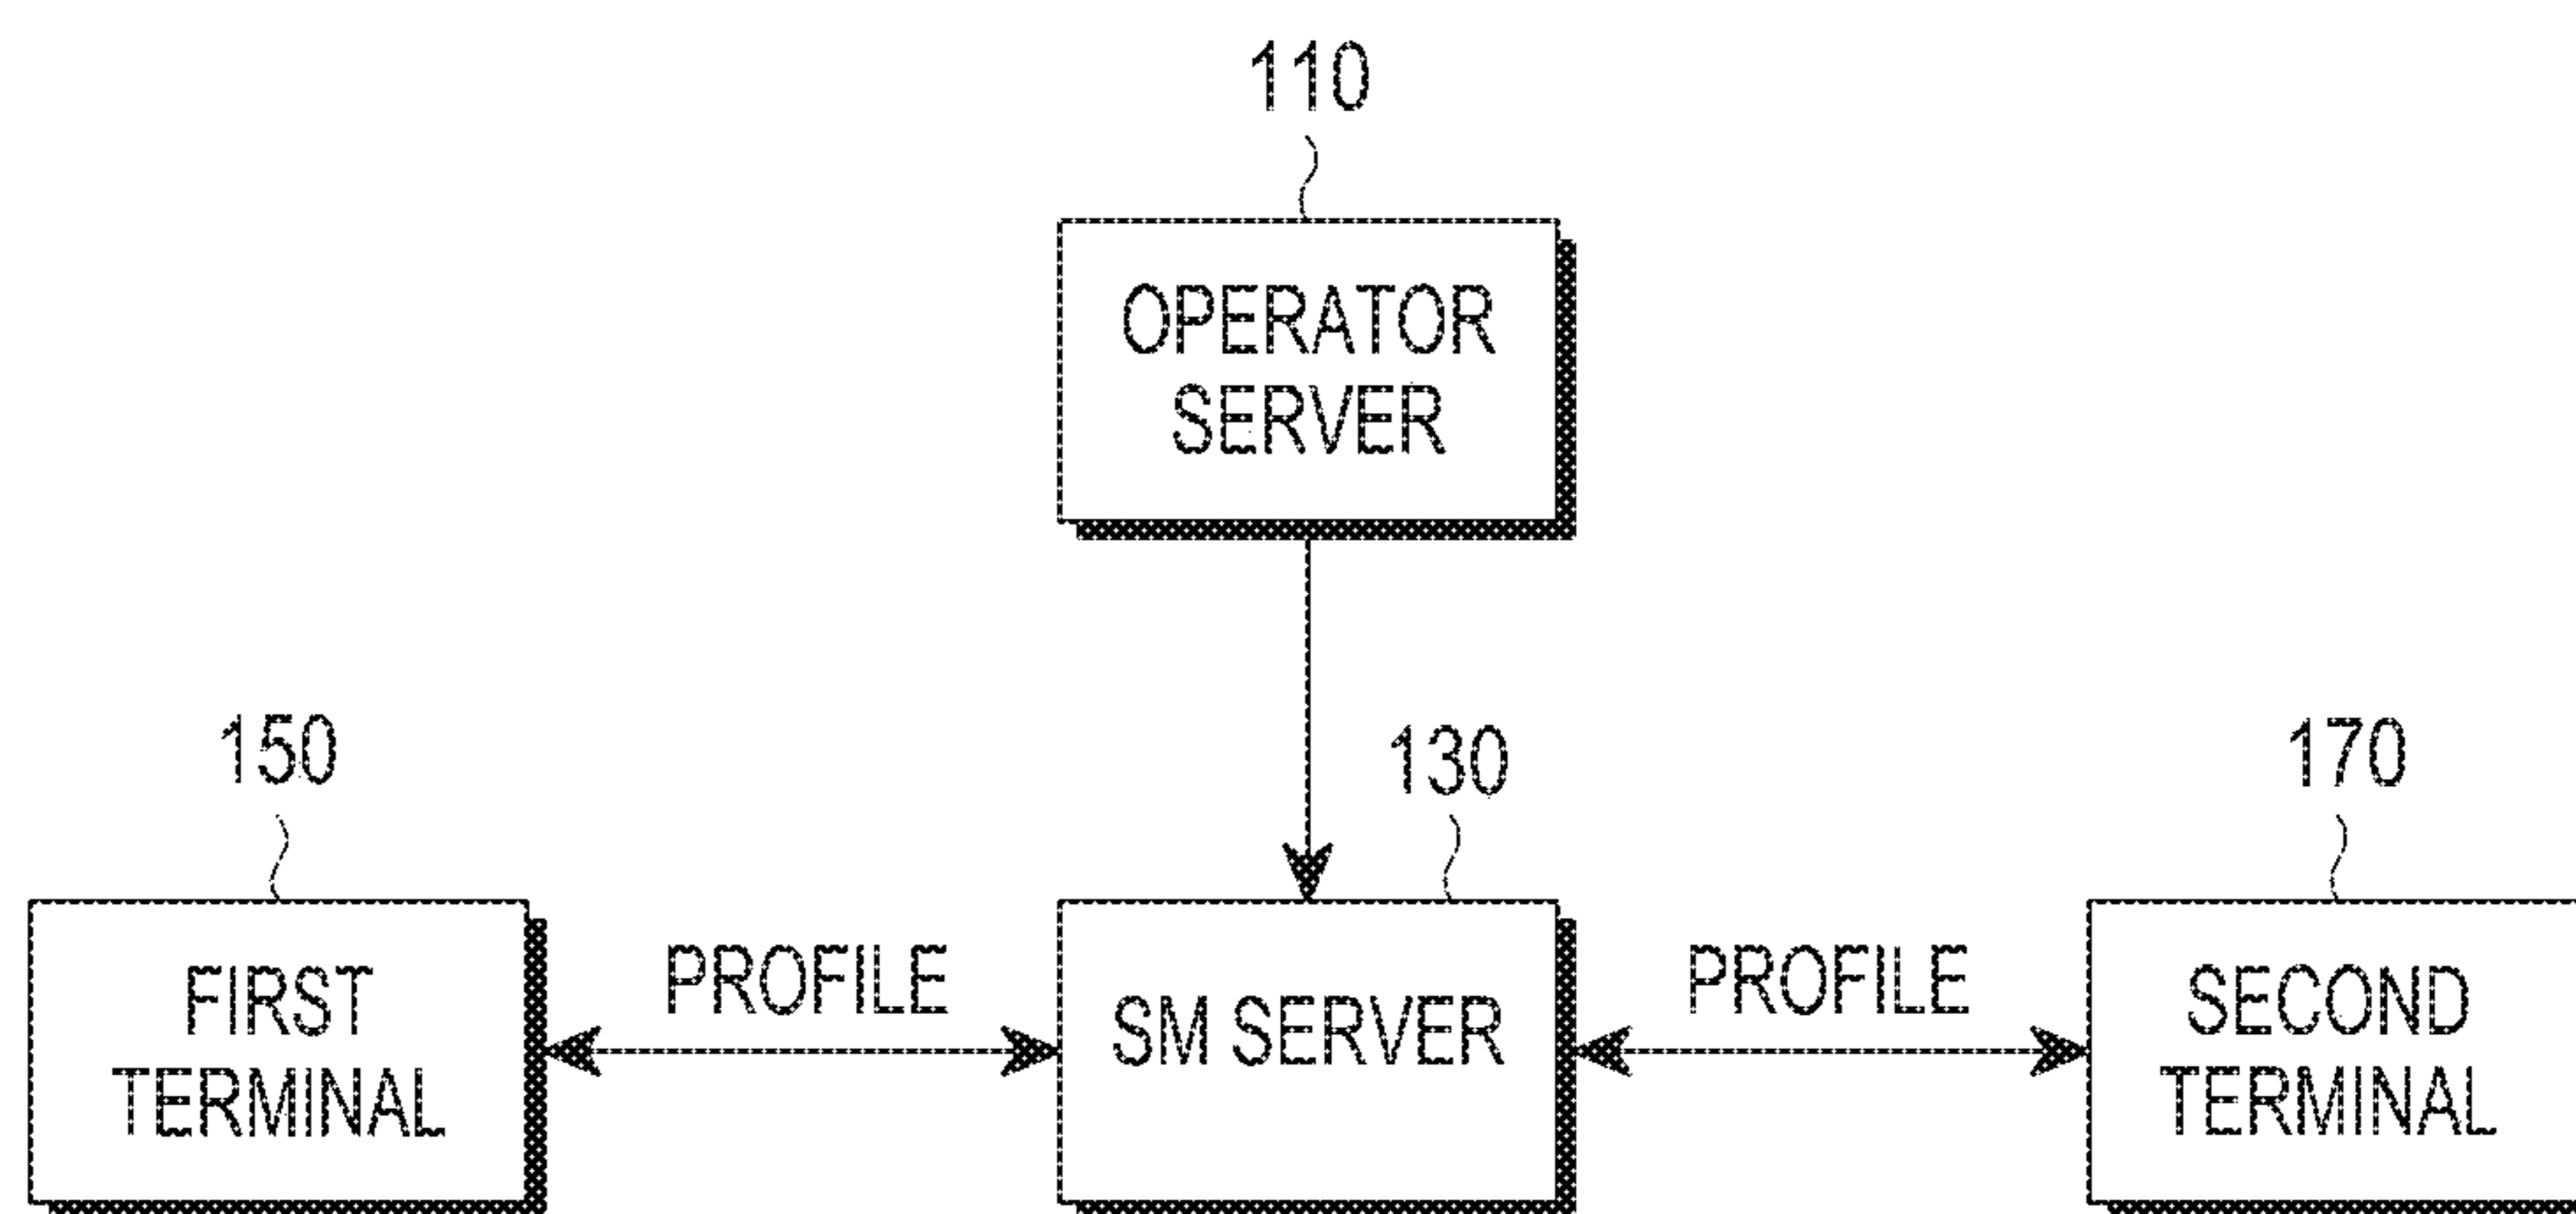 110
OPERATOR
SERVER
150
130
170
FIRST
TERMINAL
PROFILE
SM SERVER
PROFILE
SECOND
TERMINAL